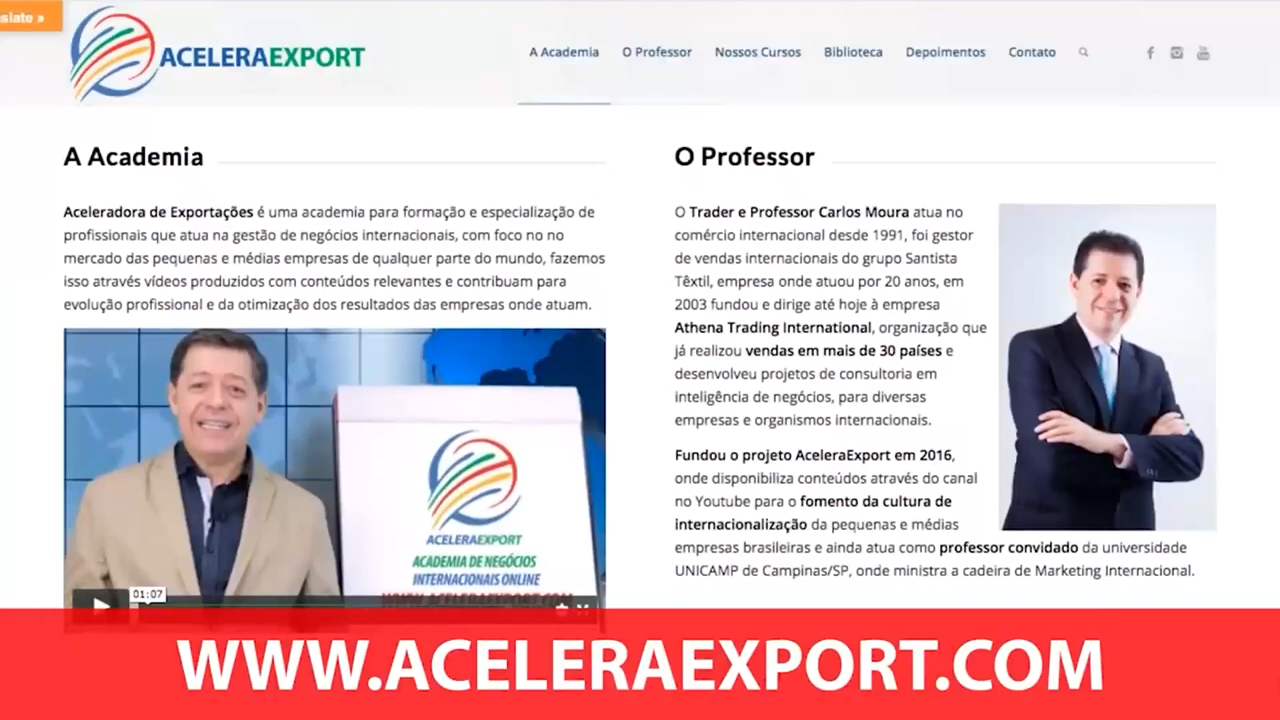 slate »
ACELERAEXPORT
A Academia
O Professor
Nossos Cursos
Biblioteca
Depoimentos
Contato
A Academia
Aceleradora de Exportações é uma academia para formação e especialização de
profissionais que atua na gestão de negócios internacionais, com foco no no
mercado das pequenas e médias empresas de qualquer parte do mundo, fazemos
isso através vídeos produzidos com conteúdos relevantes e contribuam para
evolução profissional e da otimização dos resultados das empresas onde atuam.
ACELERAEXPORT
ACADEMIA DE NEGÓCIOS
INTERNACIONAIS ONLINE
WWW.ACELERAEXPORT.COM
01:07
O Professor
O Trader e Professor Carlos Moura atua no
comércio internacional desde 1991, foi gestor
de vendas internacionais do grupo Santista
Têxtil, empresa onde atuou por 20 anos, em
2003 fundou e dirige até hoje à empresa
Athena Trading International, organização que
já realizou vendas em mais de 30 países e
desenvolveu projetos de consultoria em
inteligência de negócios, para diversas
empresas e organismos internacionais.
Fundou o projeto AceleraExport em 2016,
onde disponibiliza conteúdos através do canal
no Youtube para o fomento da cultura de
internacionalização da pequenas e médias
empresas brasileiras e ainda atua como professor convidado da universidade
UNICAMP de Campinas/SP, onde ministra a cadeira de Marketing Internacional.
WWW.ACELERAEXPORT.COM